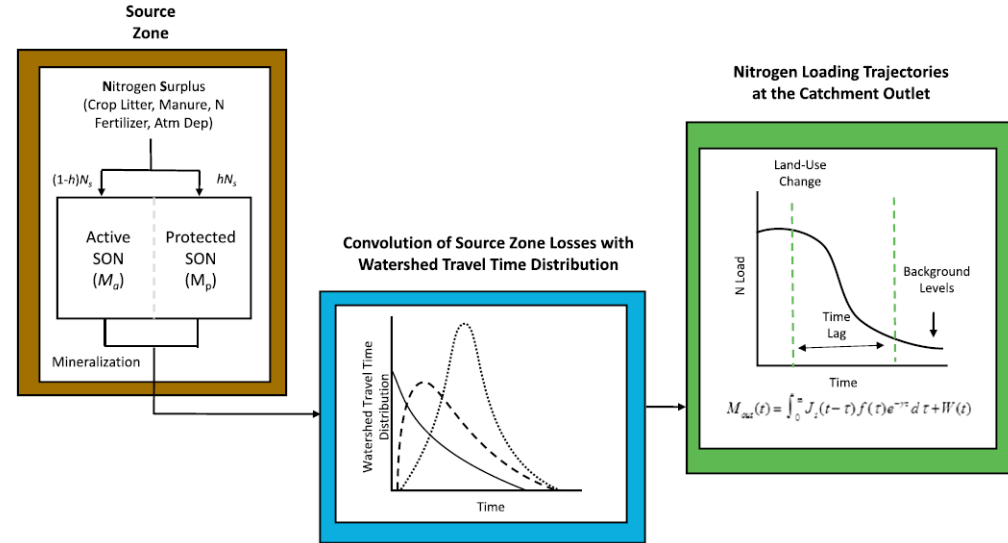 Source
Zone
Nitrogen Surplus
(Crop Litter, Manure, N
Fertilizer, Atm Dep)
(1-h)Nₛ
hNₛ
Active
SON
(Mₐ)
Protected
SON
(Mₚ)
Mineralization
Convolution of Source Zone Losses with
Watershed Travel Time Distribution
Watershed Travel Time
Distribution
Time
Nitrogen Loading Trajectories
at the Catchment Outlet
Land-Use
Change
N Load
Background
Levels
Time
Lag
Time
M_out(t) = ∫₀^∞ Jₛ(t−τ) f(τ)e^{−γτ} dτ+W(t)